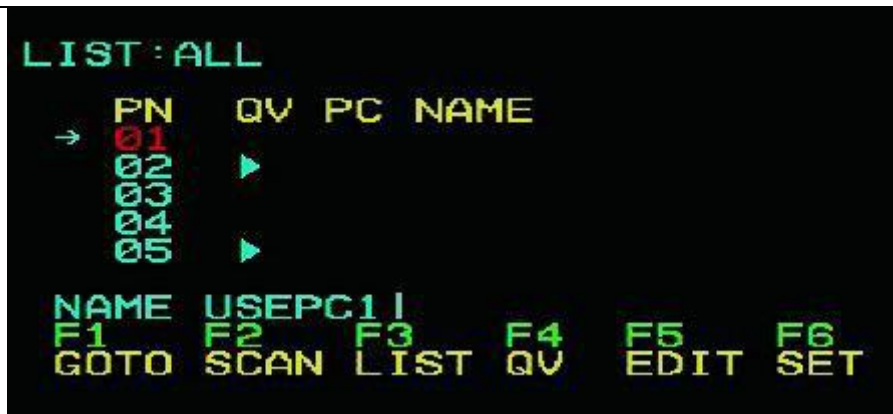 LIST:ALL
PN QV PC NAME
→ 01
02 ▶
03
04
05 ▶
NAME USEPC1|
F1 F2 F3 F4 F5 F6
GOTO SCAN LIST QV EDIT SET